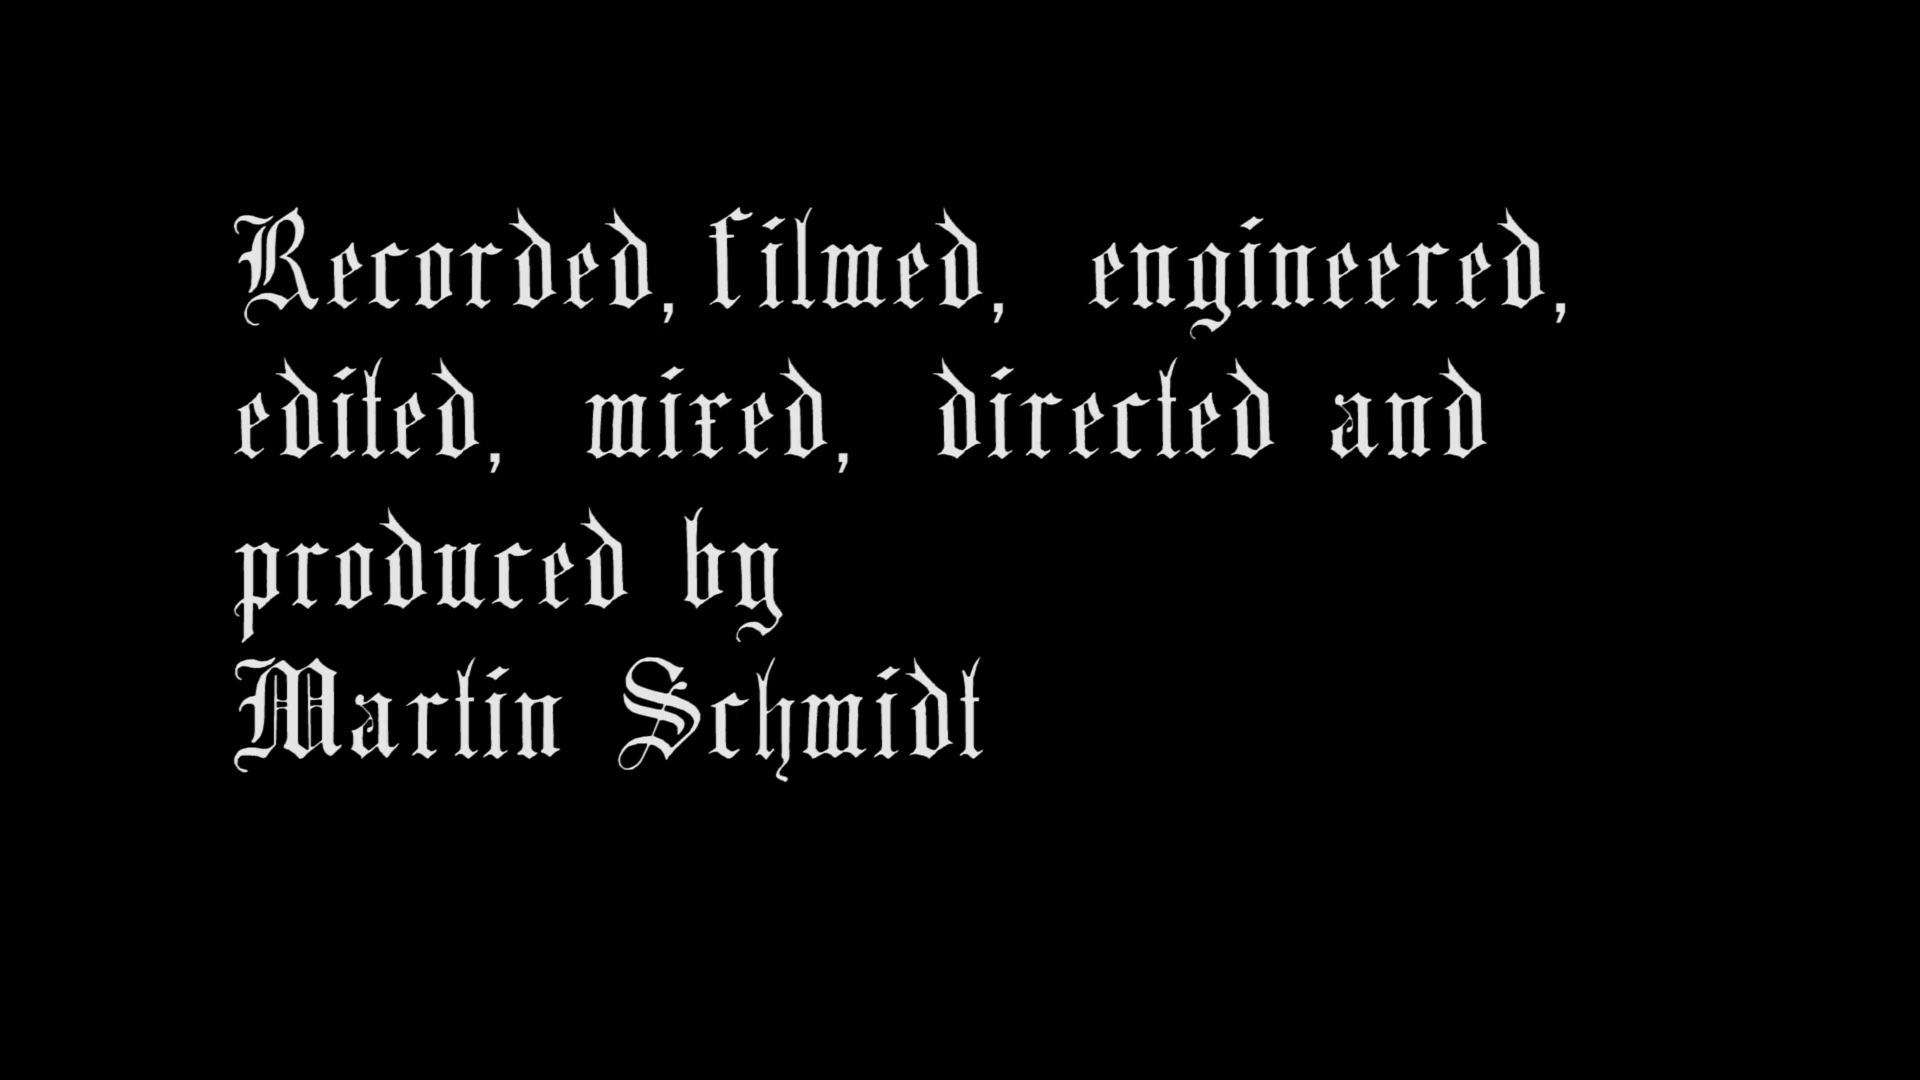 Recorded, filmed, engineered,
edited, mixed, directed and
produced by
Martin Schmidt